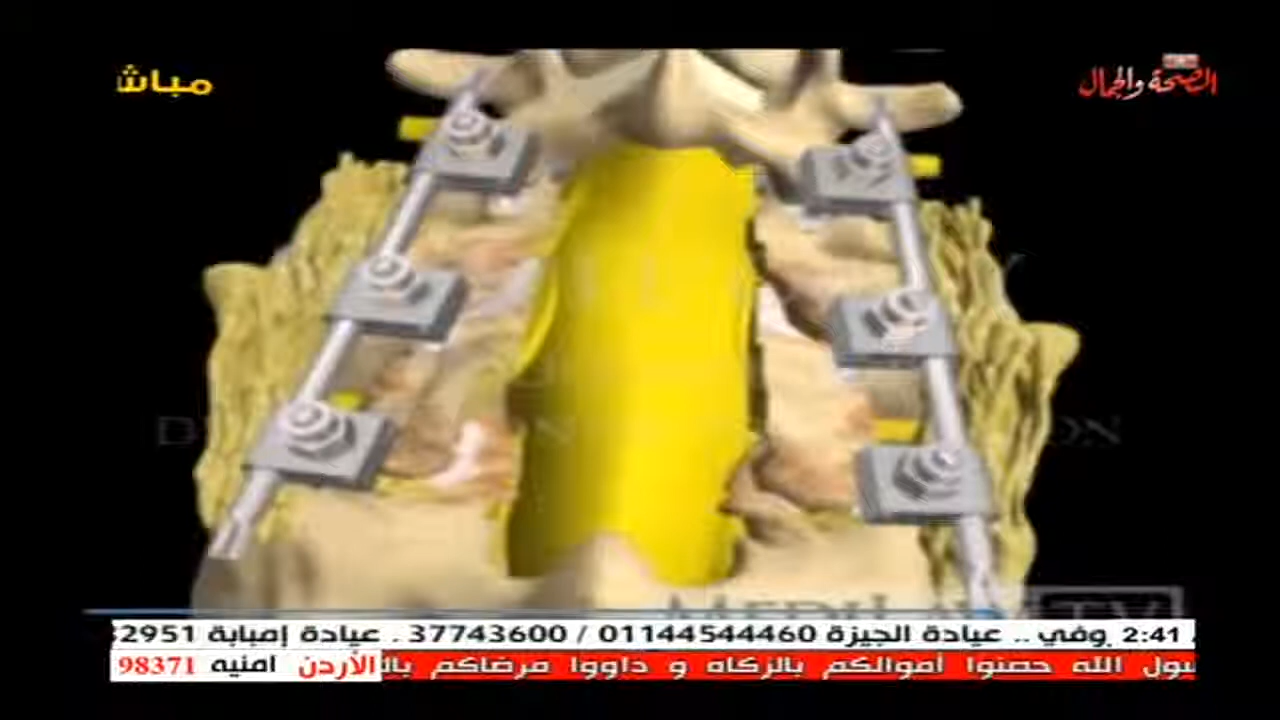 مباشر
الصحة والجمال
2:41 وفي .. عيادة الجيزة 01144544460 / 37743600 . عيادة إمبابة 32951
سول الله حصنوا أموالكم بالزكاه و داووا مرضاكم بال
الأردن امنيه 98371